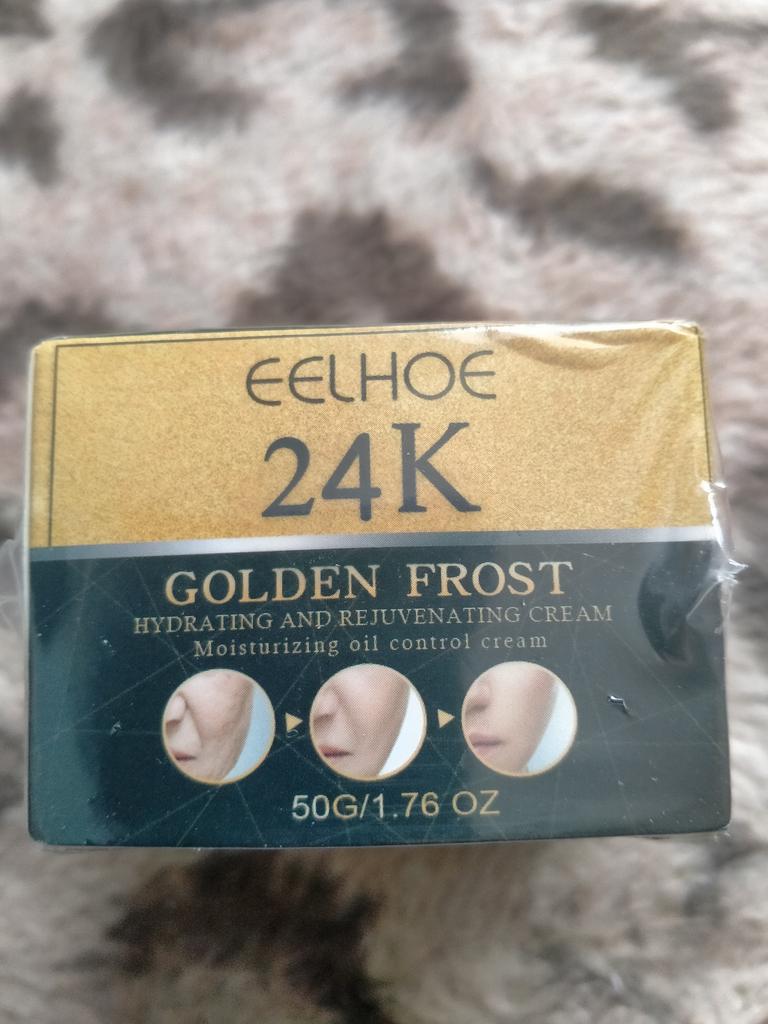 EELHOE
24K
GOLDEN FROST
HYDRATING AND REJUVENATING CREAM
Moisturizing oil control cream
50G/1.76 OZ